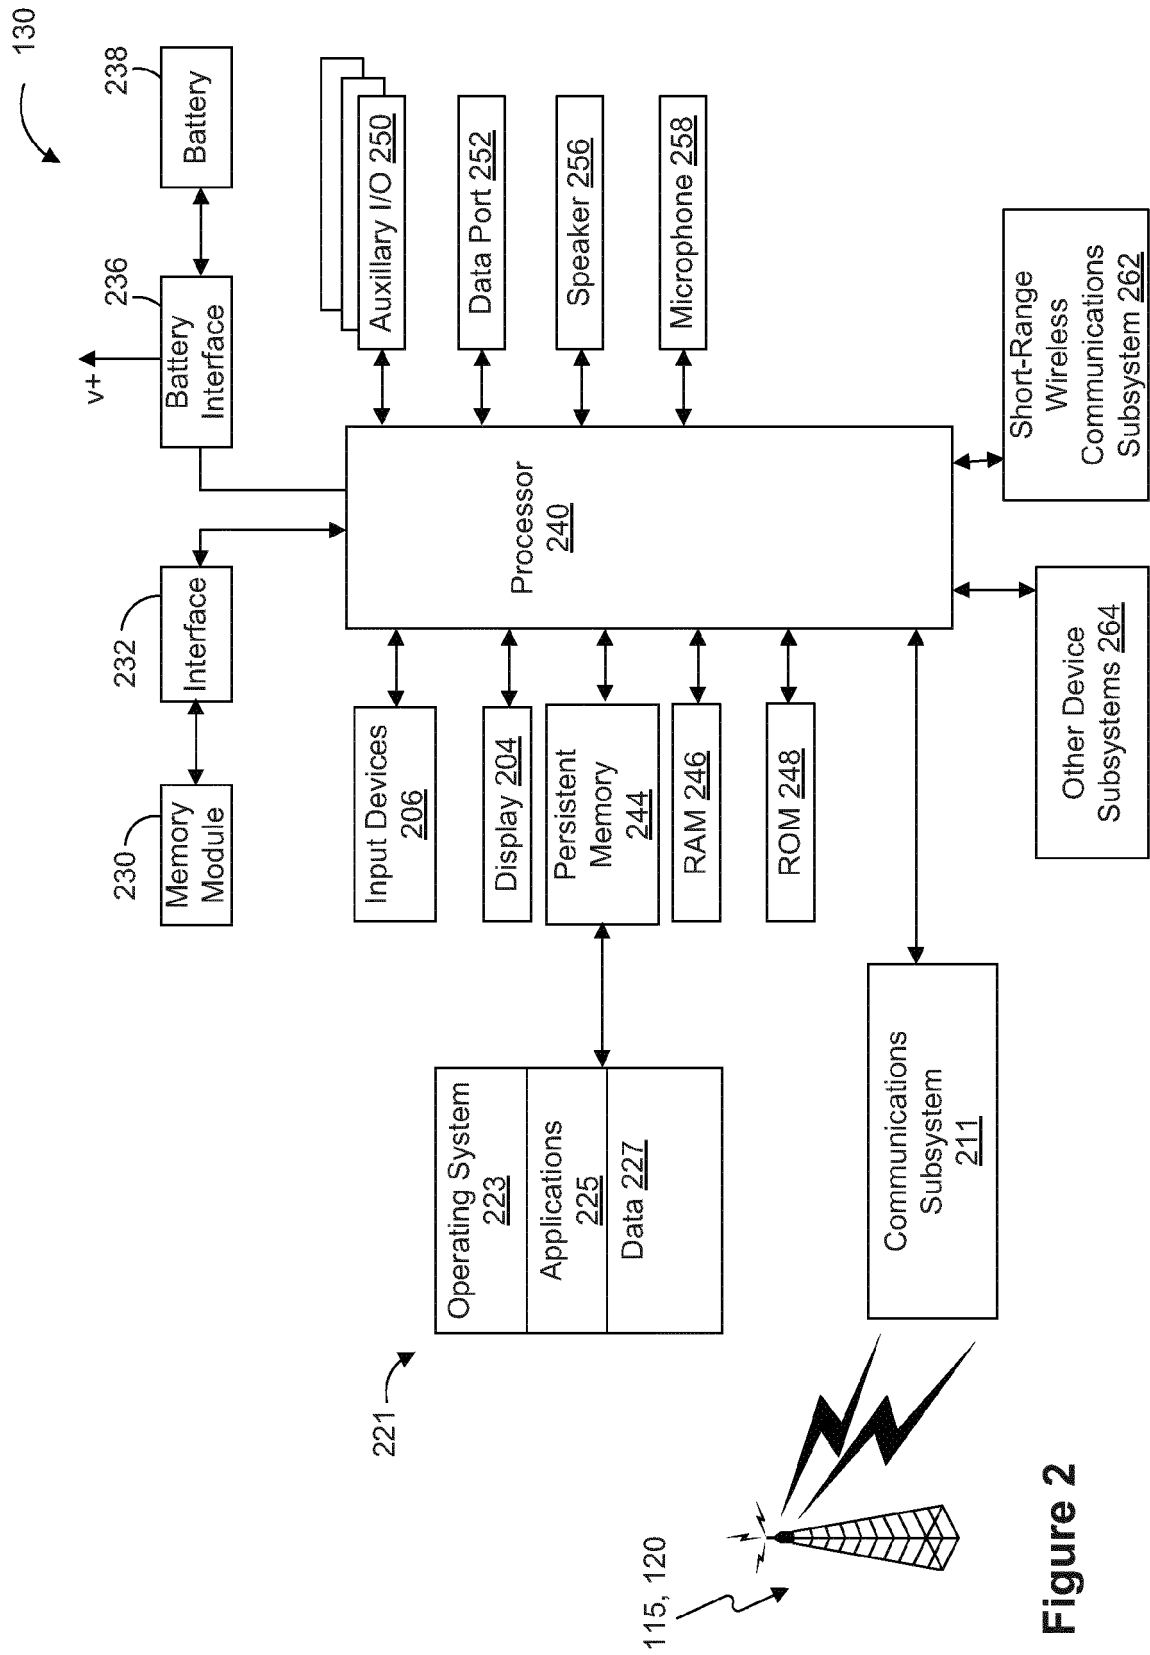 130
230
Memory
Module
232
Interface
v+
236
Battery
Interface
238
Battery
Input Devices
206
Display 204
Persistent
Memory
244
RAM 246
ROM 248
Processor
240
Auxillary I/O 250
Data Port 252
Speaker 256
Microphone 258
221
Operating System
223
Applications
225
Data 227
115, 120
Communications
Subsystem
211
Other Device
Subsystems 264
Short-Range
Wireless
Communications
Subsystem 262
Figure 2